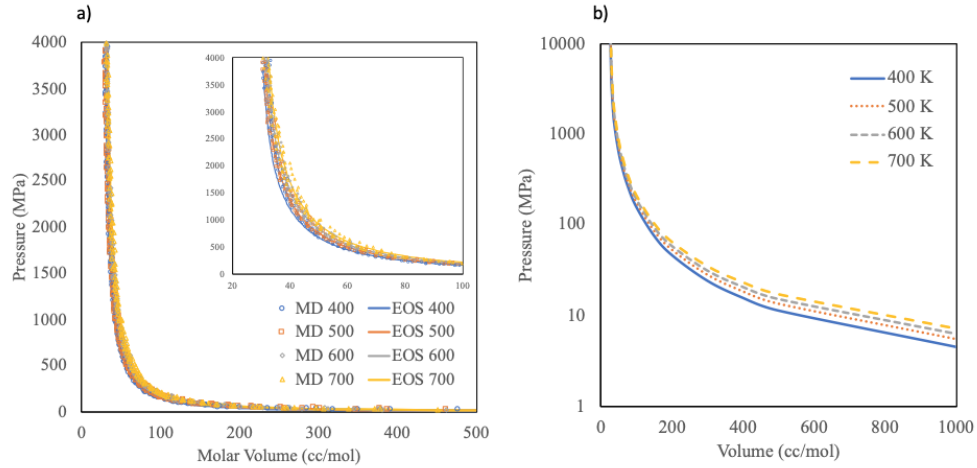 a)
4000
3500
3000
2500
2000
1500
1000
500
0
Pressure (MPa)
0 100 200 300 400 500
Molar Volume (cc/mol)
4000
3500
3000
2500
2000
1500
1000
500
0
20 40 60 80 100
MD 400 EOS 400
MD 500 EOS 500
MD 600 EOS 600
MD 700 EOS 700
b)
10000
1000
100
10
1
Pressure (MPa)
0 200 400 600 800 1000
Volume (cc/mol)
400 K
500 K
600 K
700 K